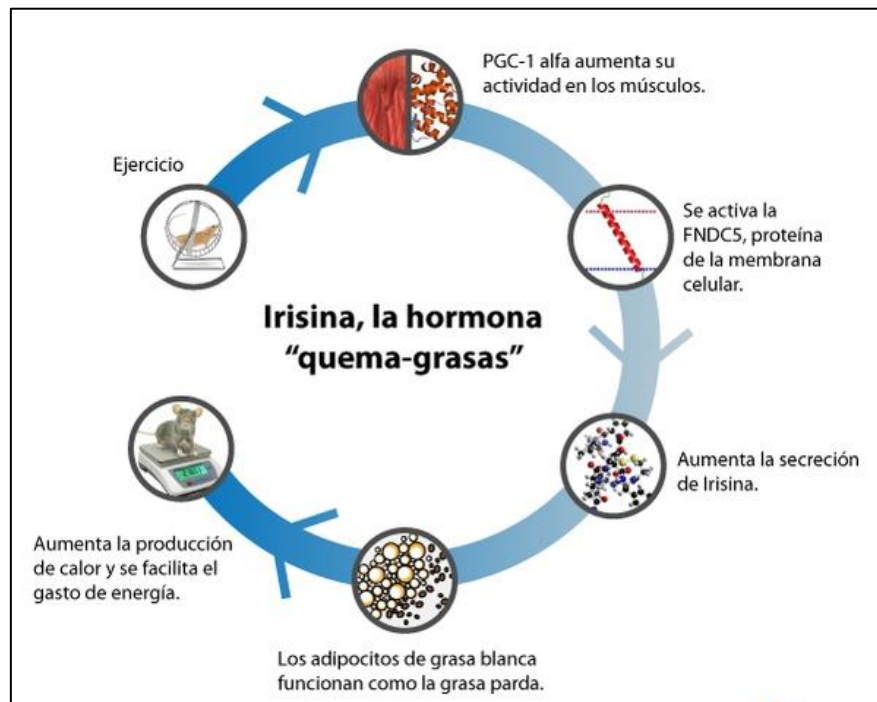 PGC-1 alfa aumenta su
actividad en los músculos.
Ejercicio
Se activa la
FNDC5, proteína
de la membrana
celular.
Irisina, la hormona
“quema-grasas”
Aumenta la secreción
de Irisina.
Aumenta la producción
de calor y se facilita el
gasto de energía.
Los adipocitos de grasa blanca
funcionan como la grasa parda.